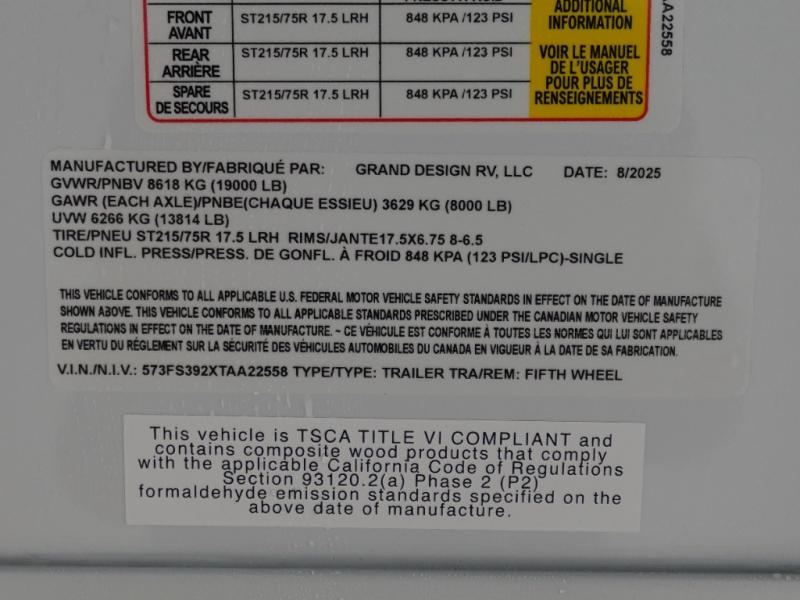 ADDITIONAL
INFORMATION
FRONT
AVANT
ST215/75R 17.5 LRH
848 KPA /123 PSI
REAR
ARRIÈRE
ST215/75R 17.5 LRH
848 KPA /123 PSI
SPARE
DE SECOURS
ST215/75R 17.5 LRH
848 KPA /123 PSI
VOIR LE MANUEL
DE L'USAGER
POUR PLUS DE
RENSEIGNEMENTS
AA22558
MANUFACTURED BY/FABRIQUÉ PAR: GRAND DESIGN RV, LLC DATE: 8/2025
GVWR/PNBV 8618 KG (19000 LB)
GAWR (EACH AXLE)/PNBE(CHAQUE ESSIEU) 3629 KG (8000 LB)
UVW 6266 KG (13814 LB)
TIRE/PNEU ST215/75R 17.5 LRH RIMS/JANTE17.5X6.75 8-6.5
COLD INFL. PRESS/PRESS. DE GONFL. À FROID 848 KPA (123 PSI/LPC)-SINGLE
THIS VEHICLE CONFORMS TO ALL APPLICABLE U.S. FEDERAL MOTOR VEHICLE SAFETY STANDARDS IN EFFECT ON THE DATE OF MANUFACTURE
SHOWN ABOVE. THIS VEHICLE CONFORMS TO ALL APPLICABLE STANDARDS PRESCRIBED UNDER THE CANADIAN MOTOR VEHICLE SAFETY
REGULATIONS IN EFFECT ON THE DATE OF MANUFACTURE. ~ CE VÉHICULE EST CONFORME À TOUTES LES NORMES QUI LUI SONT APPLICABLES
EN VERTU DU RÉGLEMENT SUR LA SÉCURITÉ DES VÉHICULES AUTOMOBILES DU CANADA EN VIGUEUR À LA DATE DE SA FABRICATION.
V.I.N./N.I.V.: 573FS392XTAA22558 TYPE/TYPE: TRAILER TRA/REM: FIFTH WHEEL
This vehicle is TSCA TITLE VI COMPLIANT and
contains composite wood products that comply
with the applicable California Code of Regulations
Section 93120.2(a) Phase 2 (P2)
formaldehyde emission standards specified on the
above date of manufacture.